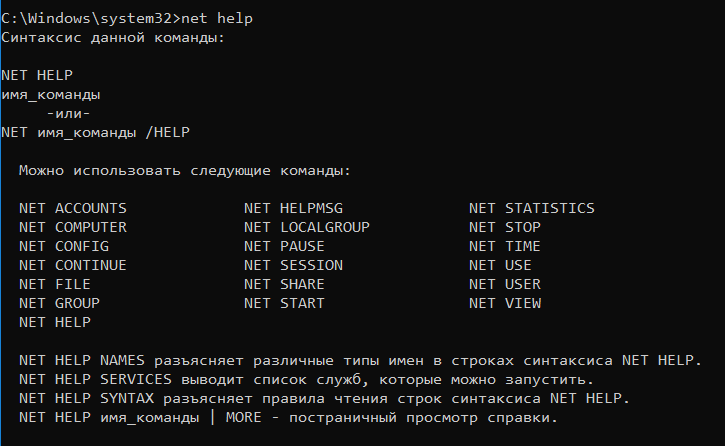 C:\Windows\system32>net help
Синтаксис данной команды:
NET HELP
имя_команды
-или-
NET имя_команды /HELP
Можно использовать следующие команды:
NET ACCOUNTS NET HELPMSG NET STATISTICS
NET COMPUTER NET LOCALGROUP NET STOP
NET CONFIG NET PAUSE NET TIME
NET CONTINUE NET SESSION NET USE
NET FILE NET SHARE NET USER
NET GROUP NET START NET VIEW
NET HELP
NET HELP NAMES разъясняет различные типы имен в строках синтаксиса NET HELP.
NET HELP SERVICES выводит список служб, которые можно запустить.
NET HELP SYNTAX разъясняет правила чтения строк синтаксиса NET HELP.
NET HELP имя_команды | MORE - постраничный просмотр справки.